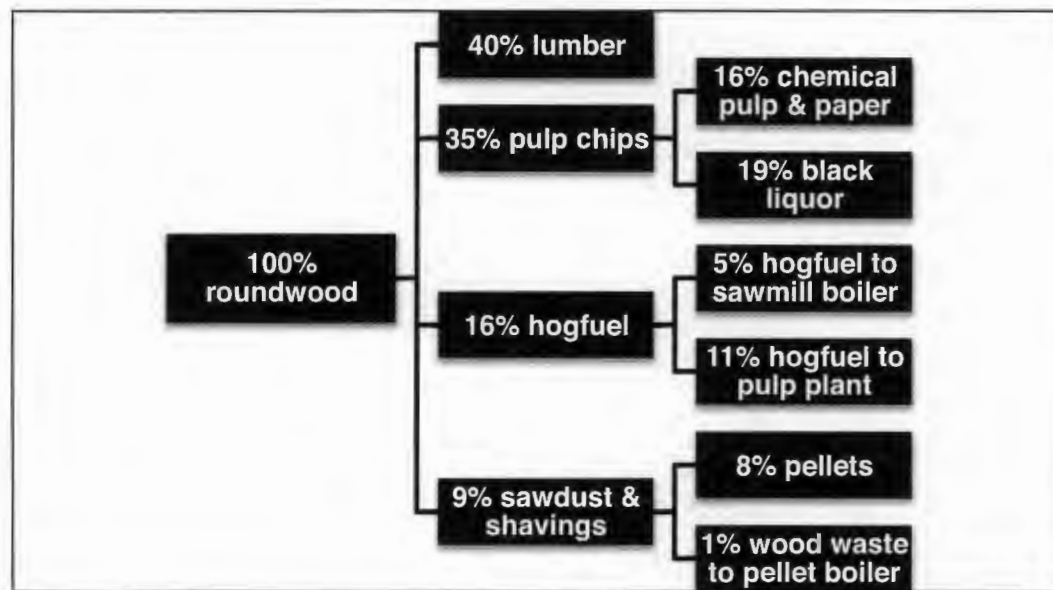 100%
roundwood
40% lumber
35% pulp chips
16% chemical
pulp & paper
19% black
liquor
16% hogfuel
5% hogfuel to
sawmill boiler
11% hogfuel to
pulp plant
9% sawdust &
shavings
8% pellets
1% wood waste
to pellet boiler